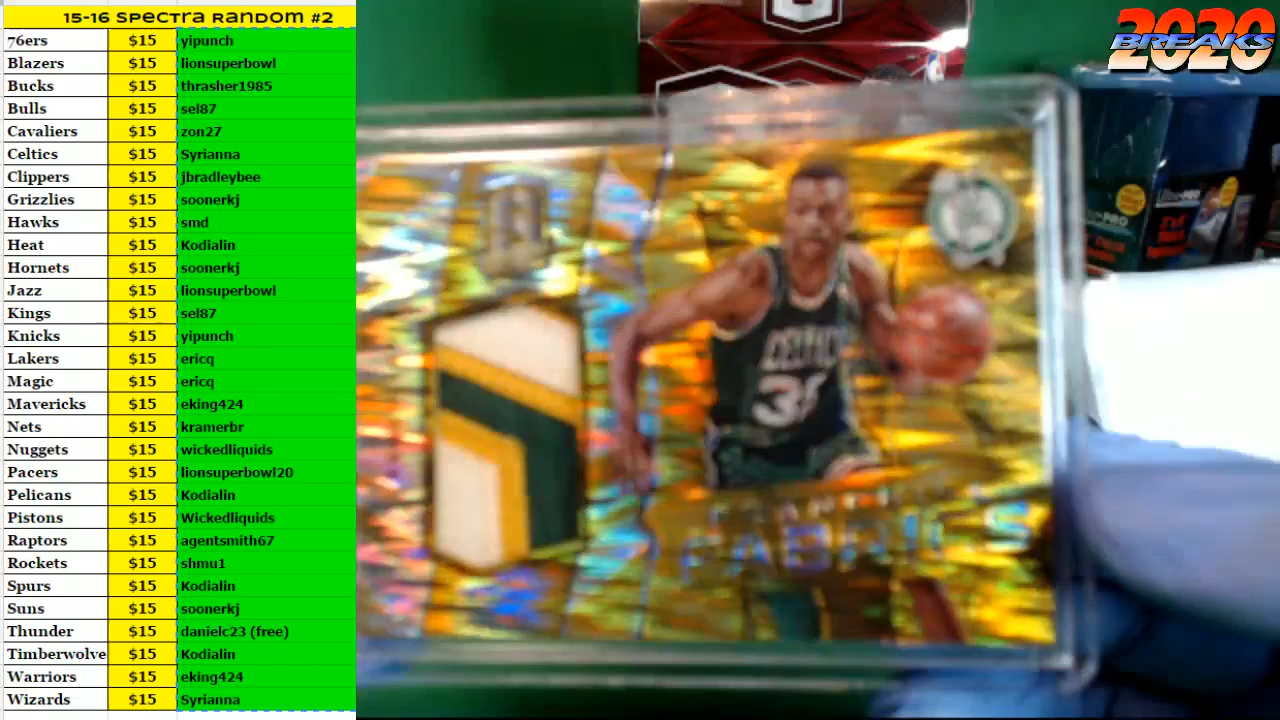 15-16 Spectra Random #2
76ers $15 yipunch
Blazers $15 lionsuperbowl
Bucks $15 thrasher1985
Bulls $15 sel87
Cavaliers $15 zon27
Celtics $15 Syrianna
Clippers $15 jbradleybee
Grizzlies $15 soonerkj
Hawks $15 smd
Heat $15 Kodialin
Hornets $15 soonerkj
Jazz $15 lionsuperbowl
Kings $15 sel87
Knicks $15 yipunch
Lakers $15 ericq
Magic $15 ericq
Mavericks $15 eking424
Nets $15 kramerbr
Nuggets $15 wickedliquids
Pacers $15 lionsuperbowl20
Pelicans $15 Kodialin
Pistons $15 Wickedliquids
Raptors $15 agentsmith67
Rockets $15 shmu1
Spurs $15 Kodialin
Suns $15 soonerkj
Thunder $15 danielc23 (free)
Timberwolve $15 Kodialin
Warriors $15 eking424
Wizards $15 Syrianna
2020
BREAKS
CELTICS
FABRICS